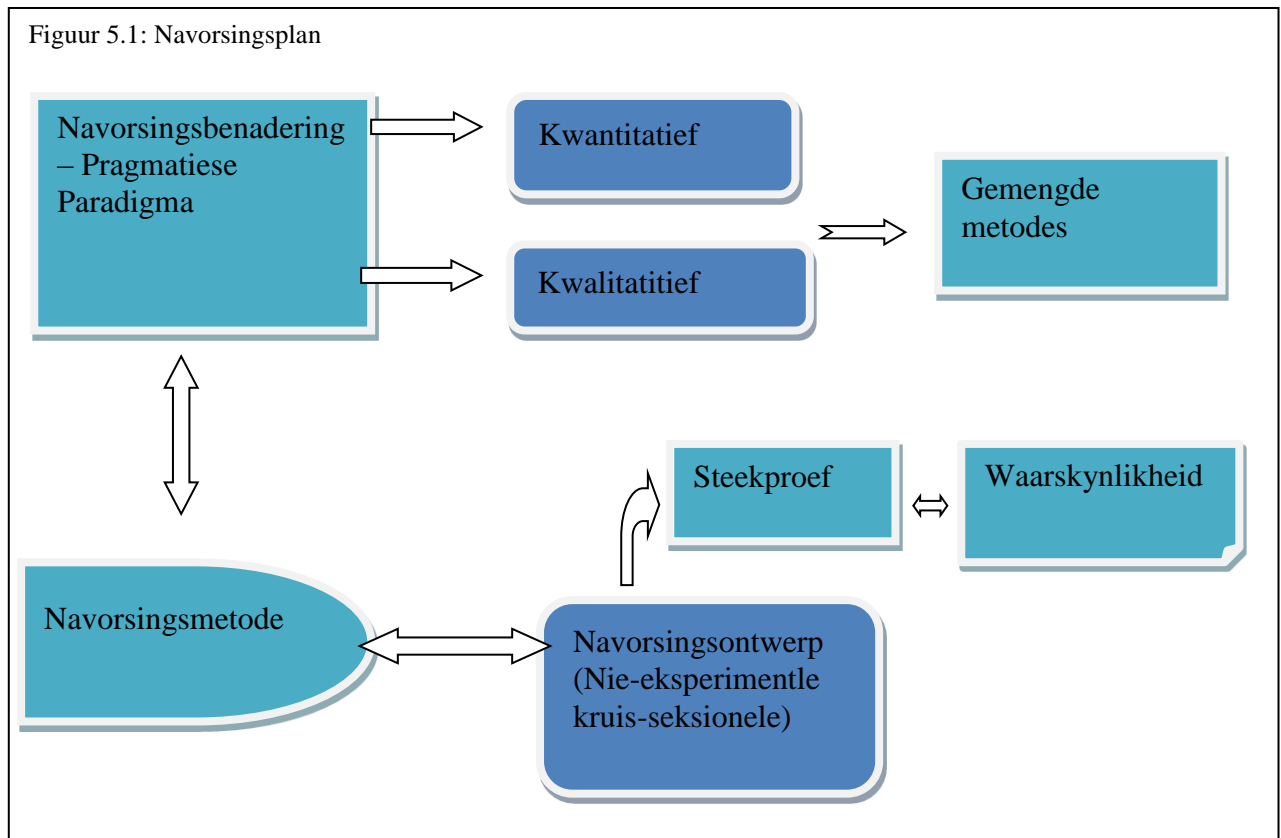 Figuur 5.1: Navorsingsplan
Navorsingsbenadering
– Pragmatiese
Paradigma
Kwantitatief
Kwalitatitief
Gemengde
metodes
Steekproef
Waarskynlikheid
Navorsingsmetode
Navorsingsontwerp
(Nie-eksperimentle
kruis-seksionele)